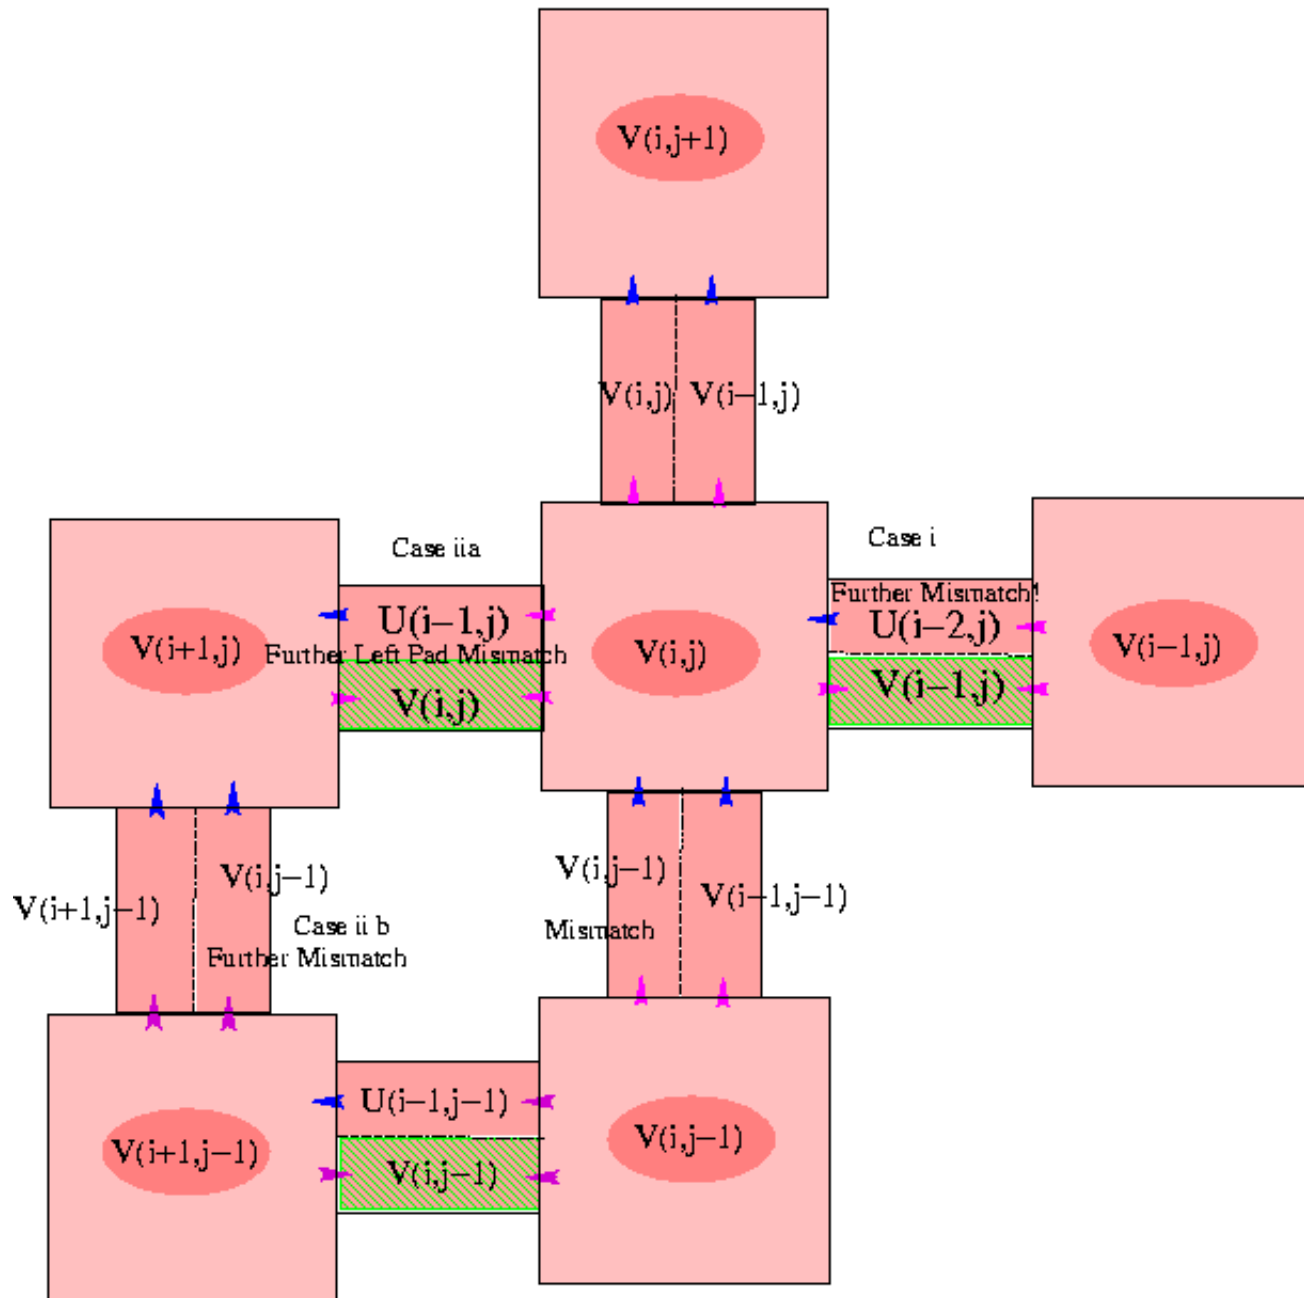 V(i,j+1)
V(i,j)
V(i−1,j)
Case iia
Case i
Further Mismatch!
U(i−1,j)
U(i−2,j)
V(i+1,j)
Further Left Pad Mismatch
V(i,j)
V(i−1,j)
V(i,j)
V(i−1,j)
V(i,j−1)
V(i,j−1)
V(i+1,j−1)
V(i−1,j−1)
Case ii b
Mismatch
Further Mismatch
U(i−1,j−1)
V(i+1,j−1)
V(i,j−1)
V(i,j−1)